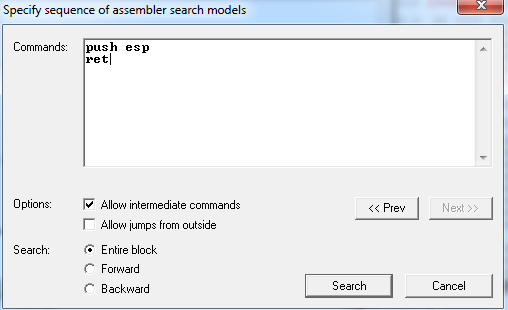 Specify sequence of assembler search models
Commands:
push esp
ret
Options:
Allow intermediate commands
<< Prev
Next >>
Allow jumps from outside
Search:
Entire block
Forward
Search
Cancel
Backward